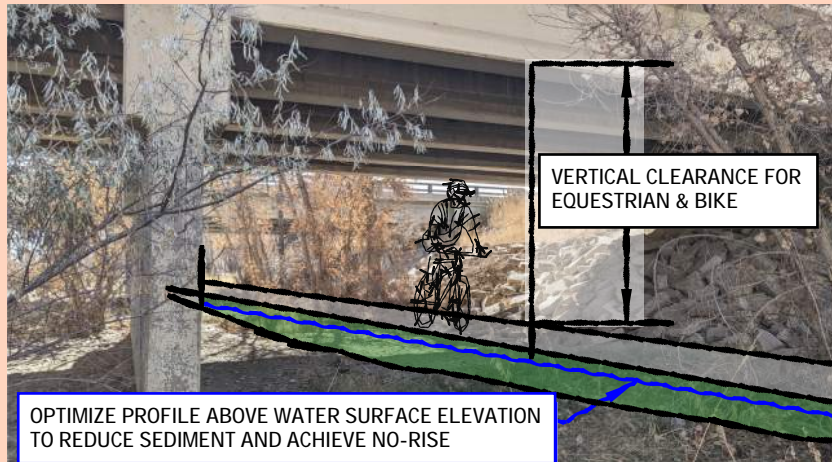 VERTICAL CLEARANCE FOR
EQUESTRIAN & BIKE
OPTIMIZE PROFILE ABOVE WATER SURFACE ELEVATION
TO REDUCE SEDIMENT AND ACHIEVE NO-RISE